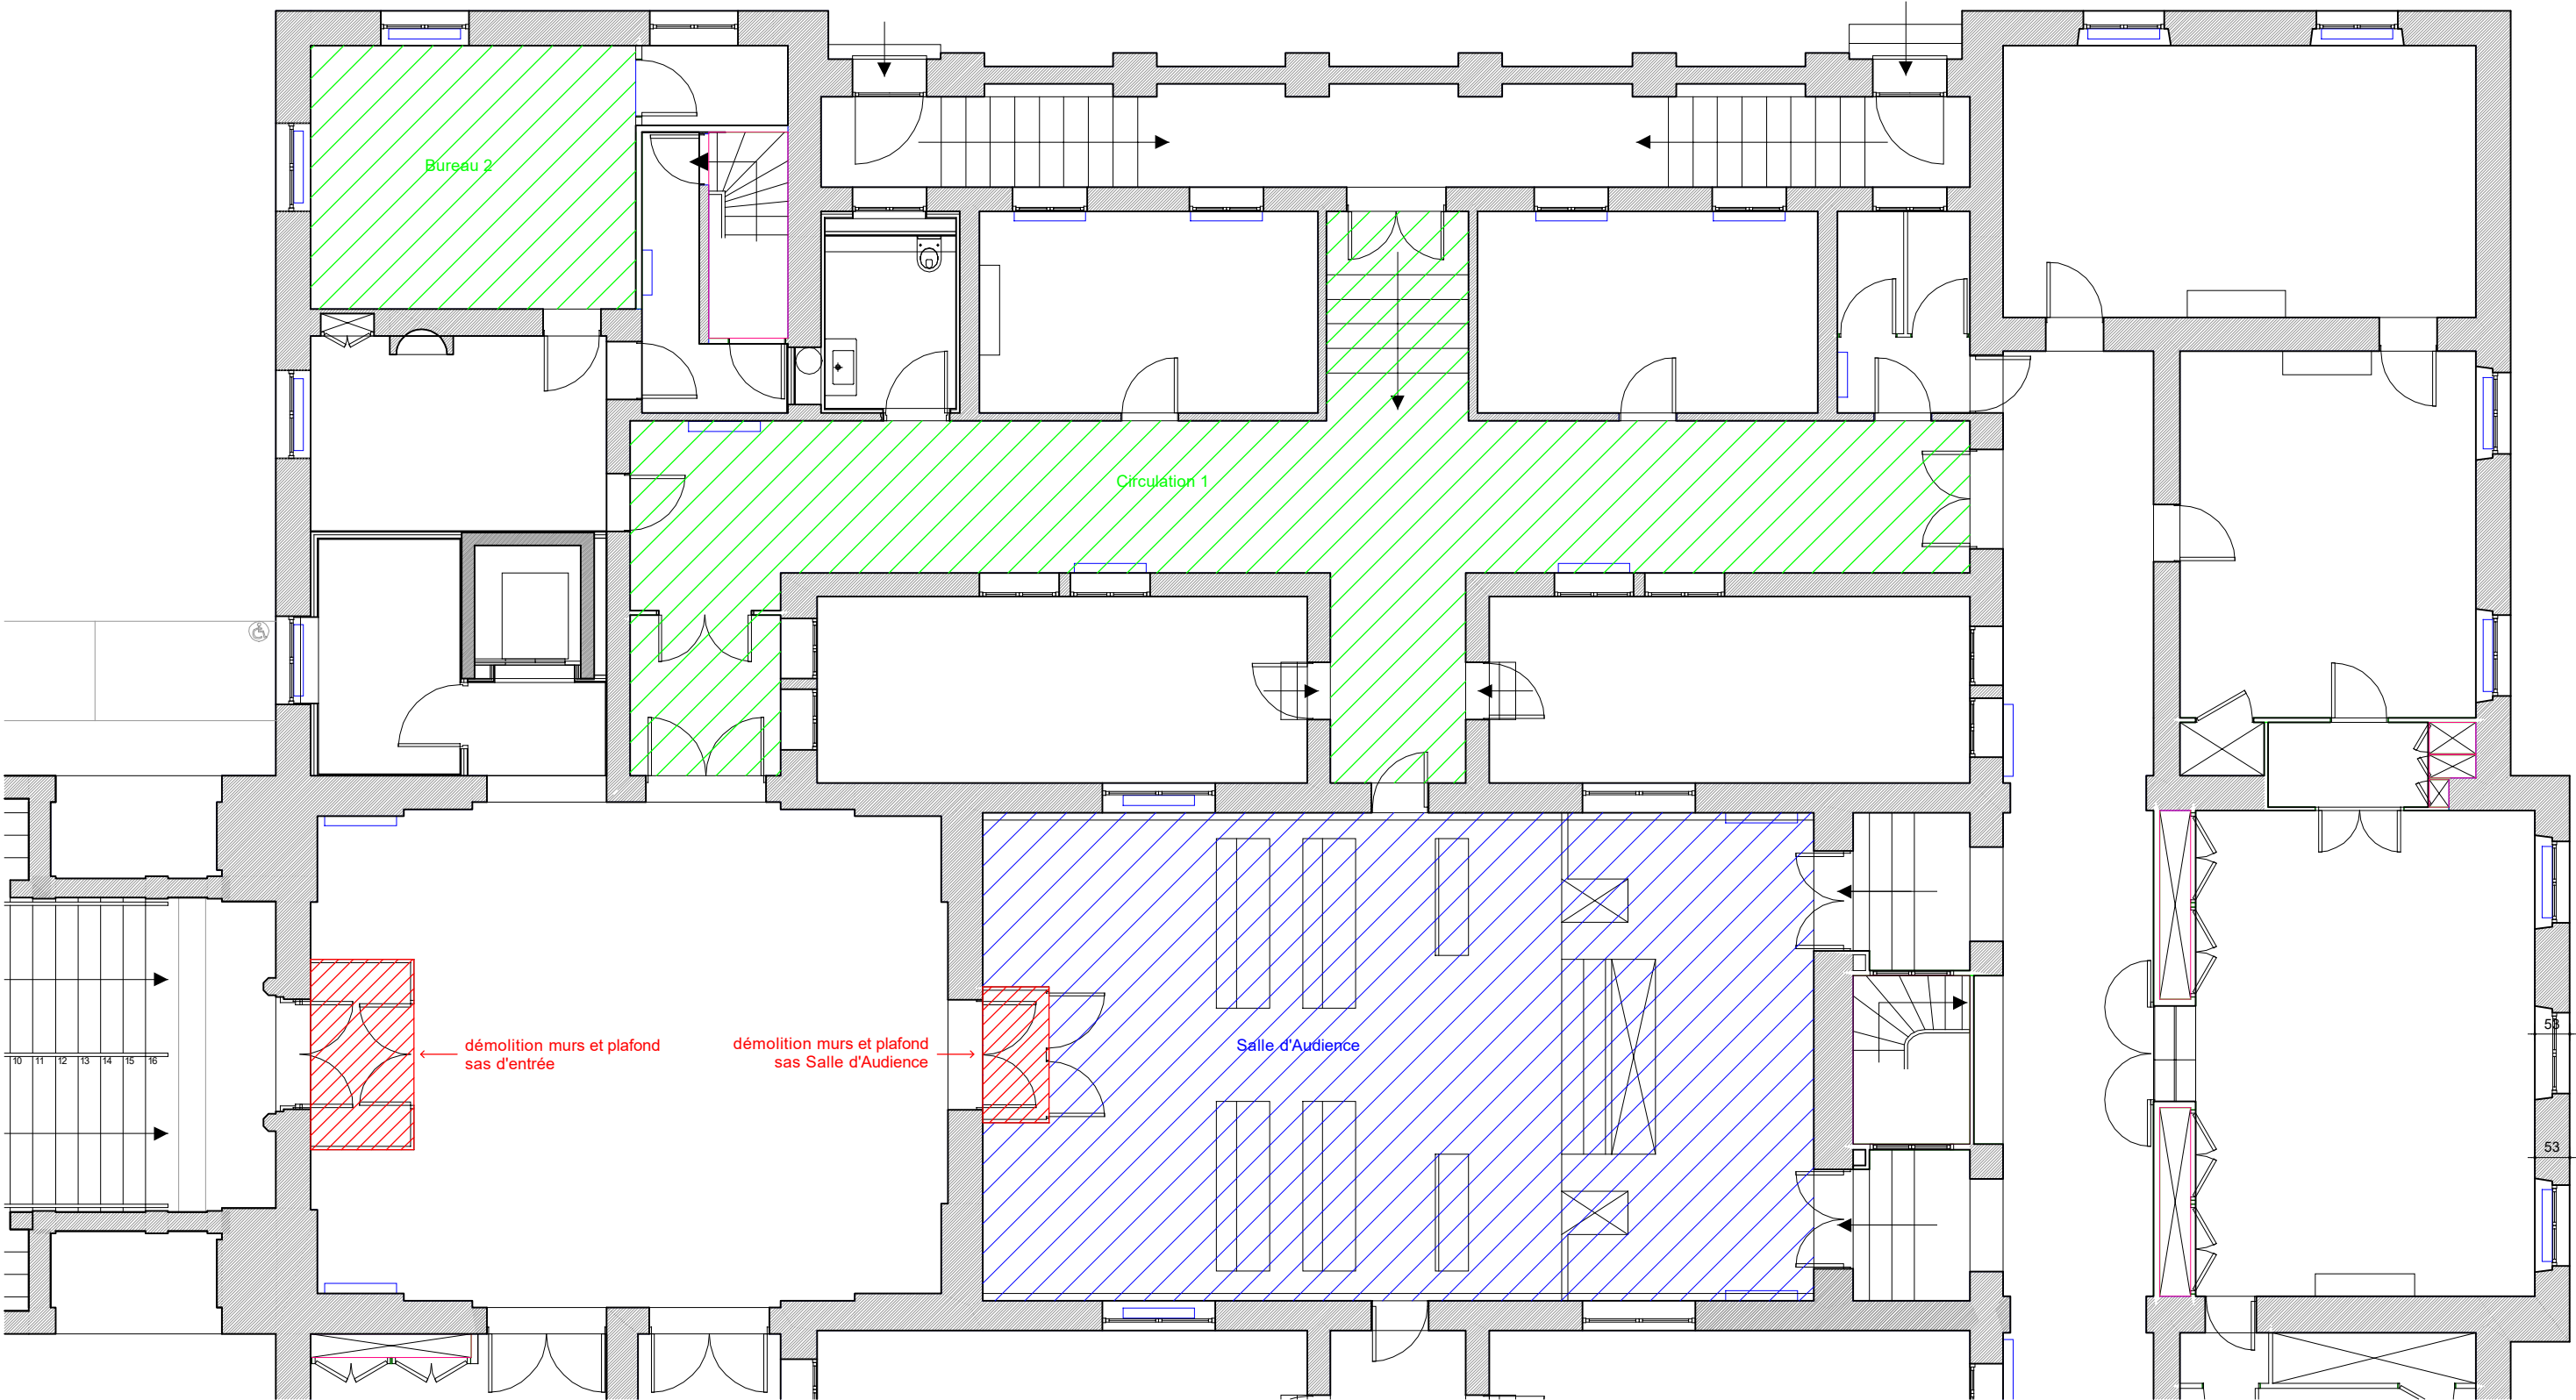 Bureau 2
Circulation 1
démolition murs et plafond
sas d'entrée
démolition murs et plafond
sas Salle d'Audience
Salle d'Audience
10 11 12 13 14 15 16
53
53